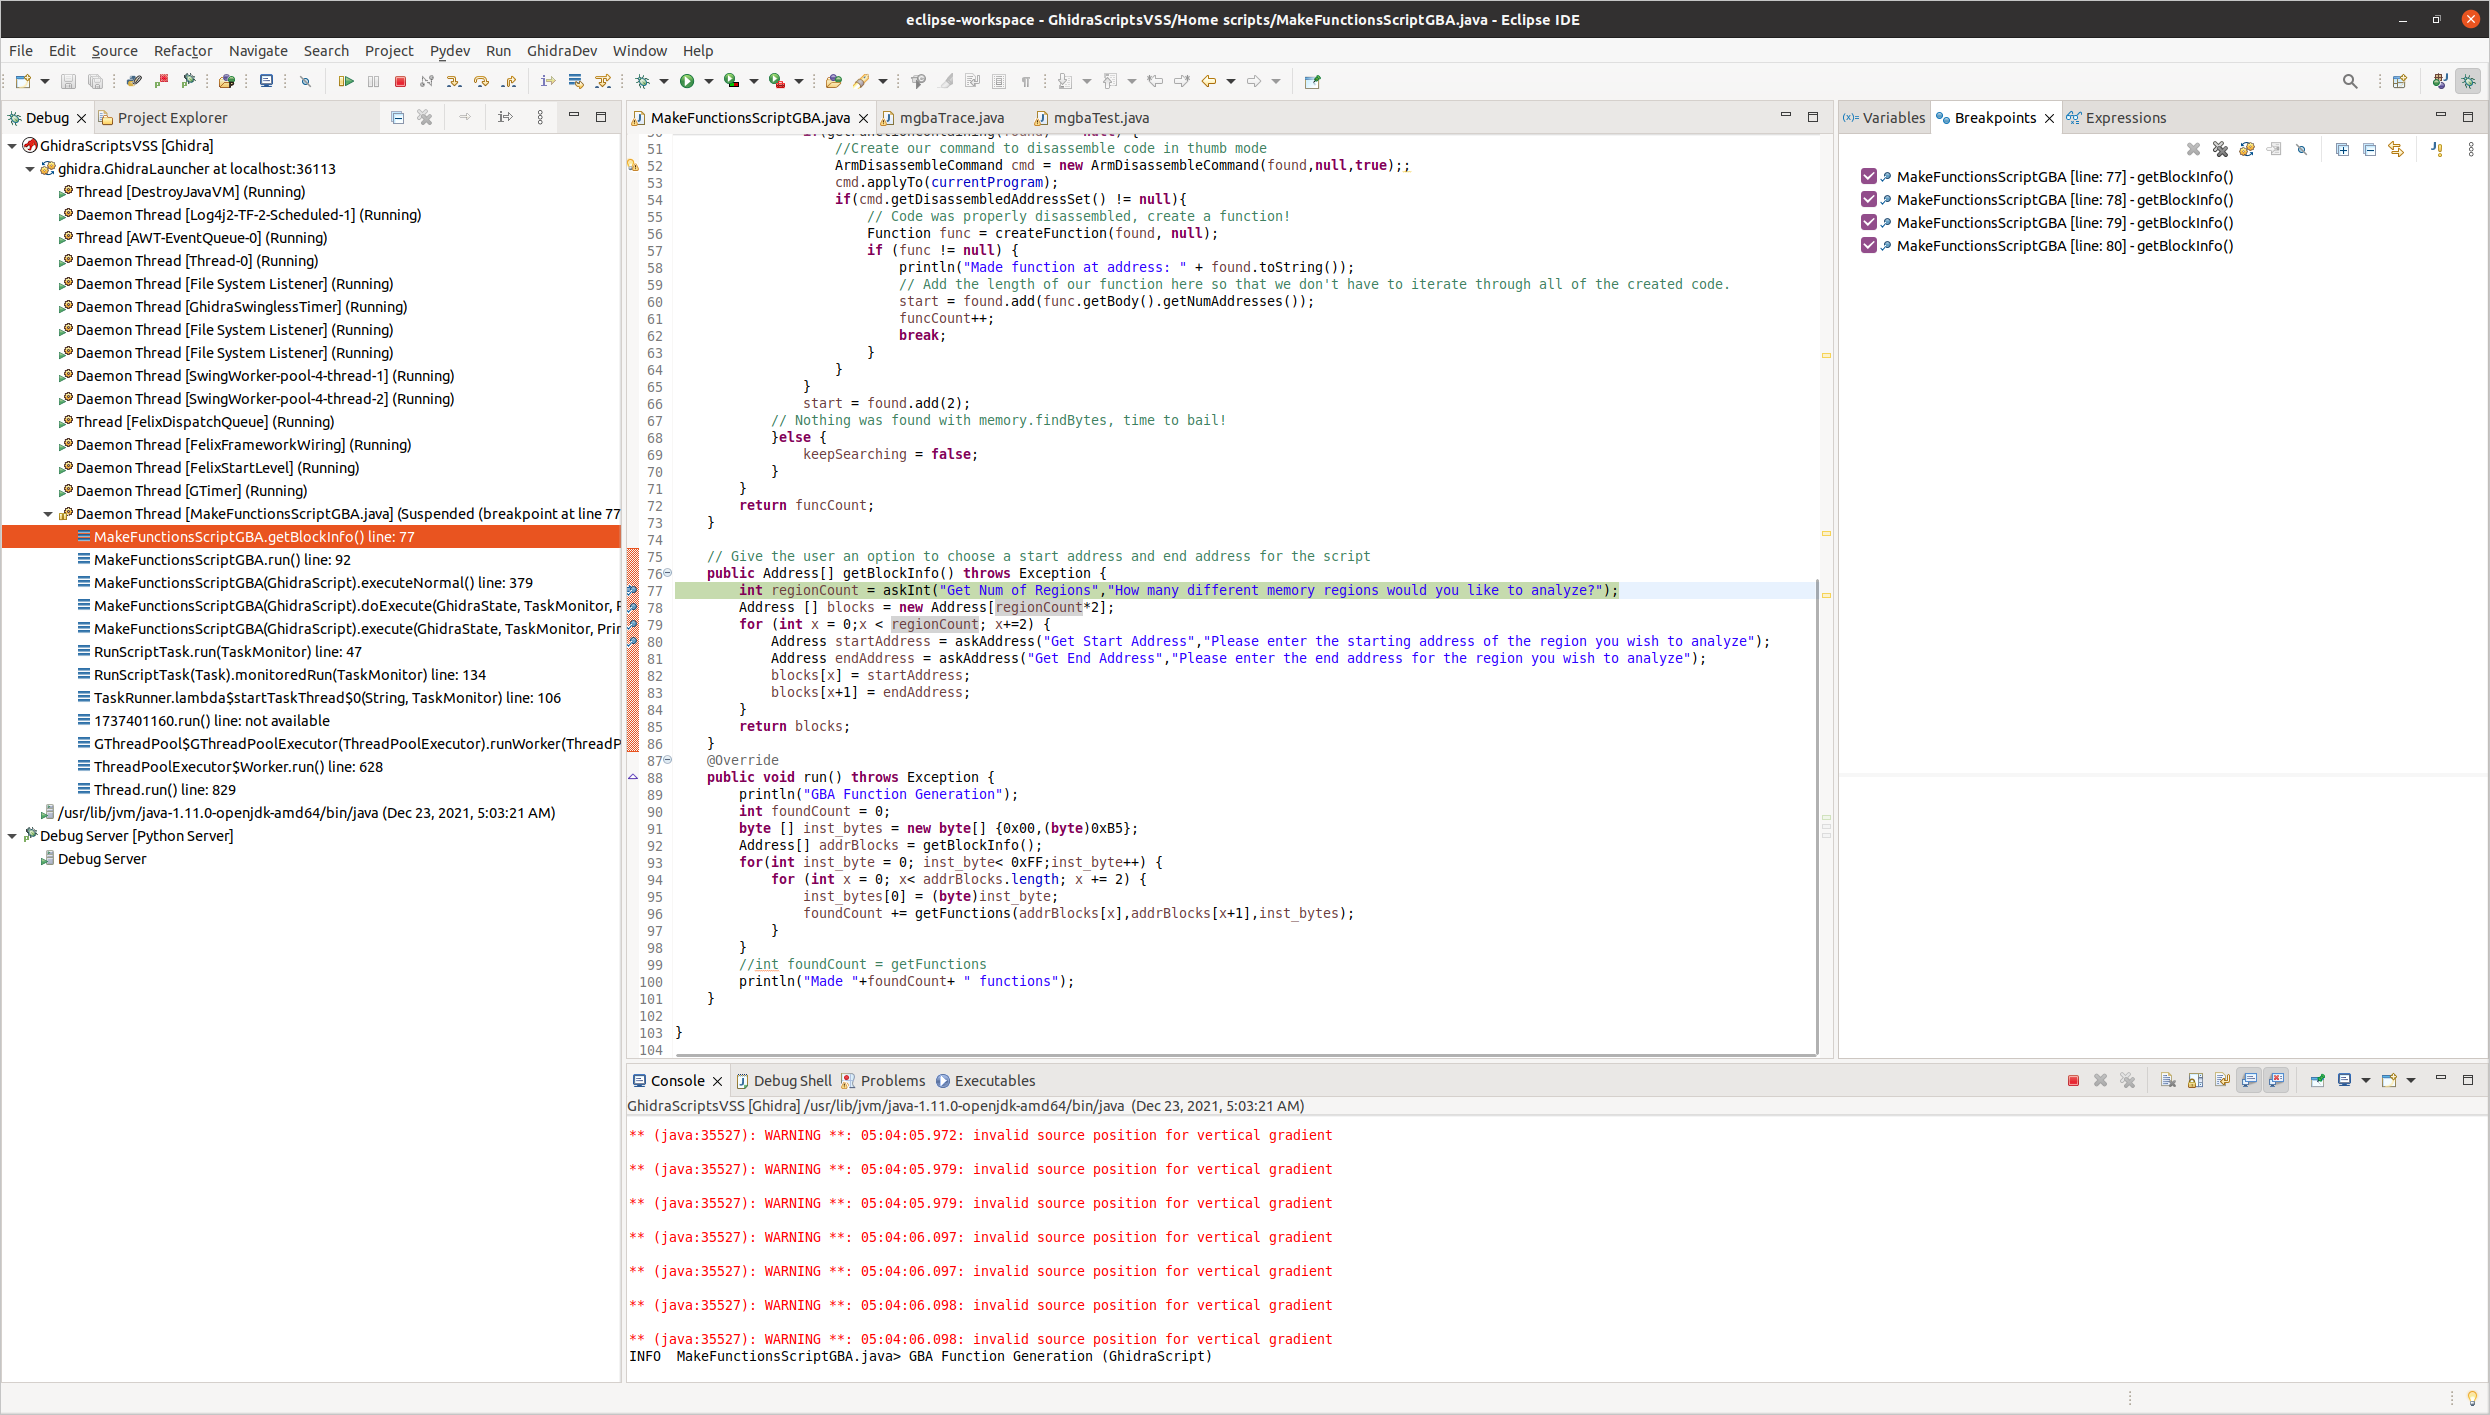 eclipse-workspace - GhidraScriptsVSS/Home scripts/MakeFunctionsScriptGBA.java - Eclipse IDE
File Edit Source Refactor Navigate Search Project Pydev Run GhidraDev Window Help
Debug Project Explorer
GhidraScriptsVSS [Ghidra]
ghidra.GhidraLauncher at localhost:36113
Thread [DestroyJavaVM] (Running)
Daemon Thread [Log4j2-TF-2-Scheduled-1] (Running)
Thread [AWT-EventQueue-0] (Running)
Daemon Thread [Thread-0] (Running)
Daemon Thread [File System Listener] (Running)
Daemon Thread [GhidraSwinglessTimer] (Running)
Daemon Thread [File System Listener] (Running)
Daemon Thread [File System Listener] (Running)
Daemon Thread [SwingWorker-pool-4-thread-1] (Running)
Daemon Thread [SwingWorker-pool-4-thread-2] (Running)
Thread [FelixDispatchQueue] (Running)
Daemon Thread [FelixFrameworkWiring] (Running)
Daemon Thread [FelixStartLevel] (Running)
Daemon Thread [GTimer] (Running)
Daemon Thread [MakeFunctionsScriptGBA.java] (Suspended (breakpoint at line 77
MakeFunctionsScriptGBA.getBlockInfo() line: 77
MakeFunctionsScriptGBA.run() line: 92
MakeFunctionsScriptGBA(GhidraScript).executeNormal() line: 379
MakeFunctionsScriptGBA(GhidraScript).doExecute(GhidraState, TaskMonitor, P
MakeFunctionsScriptGBA(GhidraScript).execute(GhidraState, TaskMonitor, Prin
RunScriptTask.run(TaskMonitor) line: 47
RunScriptTask(Task).monitoredRun(TaskMonitor) line: 134
TaskRunner.lambda$startTaskThread$0(String, TaskMonitor) line: 106
1737401160.run() line: not available
GThreadPool$GThreadPoolExecutor(ThreadPoolExecutor).runWorker(ThreadP
ThreadPoolExecutor$Worker.run() line: 628
Thread.run() line: 829
/usr/lib/jvm/java-1.11.0-openjdk-amd64/bin/java (Dec 23, 2021, 5:03:21 AM)
Debug Server [Python Server]
Debug Server
MakeFunctionsScriptGBA.java mgbaTrace.java mgbaTest.java
51 //Create our command to disassemble code in thumb mode
52 ArmDisassembleCommand cmd = new ArmDisassembleCommand(found,null,true);;
53 cmd.applyTo(currentProgram);
54 if(cmd.getDisassembledAddressSet() != null){
55 // Code was properly disassembled, create a function!
56 Function func = createFunction(found, null);
57 if (func != null) {
58 println("Made function at address: " + found.toString());
59 // Add the length of our function here so that we don't have to iterate through all of the created code.
60 start = found.add(func.getBody().getNumAddresses());
61 funcCount++;
62 break;
63 }
64 }
65 }
66 start = found.add(2);
67 // Nothing was found with memory.findBytes, time to bail!
68 }else {
69 keepSearching = false;
70 }
71 }
72 return funcCount;
73 }
74
75 // Give the user an option to choose a start address and end address for the script
76 public Address[] getBlockInfo() throws Exception {
77 int regionCount = askInt("Get Num of Regions","How many different memory regions would you like to analyze?");
78 Address [] blocks = new Address[regionCount*2];
79 for (int x = 0;x < regionCount; x+=2) {
80 Address startAddress = askAddress("Get Start Address","Please enter the starting address of the region you wish to analyze");
81 Address endAddress = askAddress("Get End Address","Please enter the end address for the region you wish to analyze");
82 blocks[x] = startAddress;
83 blocks[x+1] = endAddress;
84 }
85 return blocks;
86 }
87 @Override
88 public void run() throws Exception {
89 println("GBA Function Generation");
90 int foundCount = 0;
91 byte [] inst_bytes = new byte[] {0x00,(byte)0xB5};
92 Address[] addrBlocks = getBlockInfo();
93 for(int inst_byte = 0; inst_byte< 0xFF;inst_byte++) {
94 for (int x = 0; x< addrBlocks.length; x += 2) {
95 inst_bytes[0] = (byte)inst_byte;
96 foundCount += getFunctions(addrBlocks[x],addrBlocks[x+1],inst_bytes);
97 }
98 }
99 //int foundCount = getFunctions
100 println("Made "+foundCount+ " functions");
101 }
102
103 }
104
Variables Breakpoints Expressions
MakeFunctionsScriptGBA [line: 77] - getBlockInfo()
MakeFunctionsScriptGBA [line: 78] - getBlockInfo()
MakeFunctionsScriptGBA [line: 79] - getBlockInfo()
MakeFunctionsScriptGBA [line: 80] - getBlockInfo()
Console Debug Shell Problems Executables
GhidraScriptsVSS [Ghidra] /usr/lib/jvm/java-1.11.0-openjdk-amd64/bin/java (Dec 23, 2021, 5:03:21 AM)
** (java:35527): WARNING **: 05:04:05.972: invalid source position for vertical gradient
** (java:35527): WARNING **: 05:04:05.979: invalid source position for vertical gradient
** (java:35527): WARNING **: 05:04:05.979: invalid source position for vertical gradient
** (java:35527): WARNING **: 05:04:06.097: invalid source position for vertical gradient
** (java:35527): WARNING **: 05:04:06.097: invalid source position for vertical gradient
** (java:35527): WARNING **: 05:04:06.098: invalid source position for vertical gradient
** (java:35527): WARNING **: 05:04:06.098: invalid source position for vertical gradient
INFO MakeFunctionsScriptGBA.java> GBA Function Generation (GhidraScript)